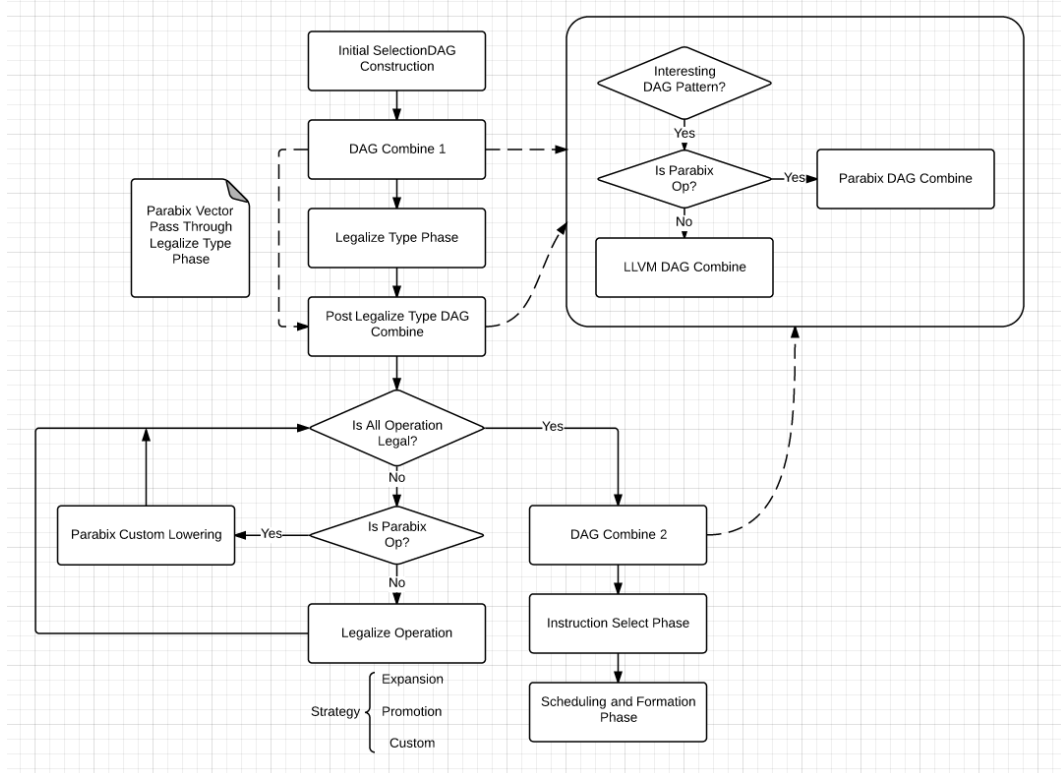 Initial SelectionDAG
Construction
DAG Combine 1
Legalize Type Phase
Post Legalize Type DAG
Combine
Parabix Vector
Pass Through
Legalize Type
Phase
Interesting
DAG Pattern?
Yes
Is Parabix
Op?
Yes
Parabix DAG Combine
No
LLVM DAG Combine
Is All Operation
Legal?
Yes
No
Is Parabix
Op?
Yes
Parabix Custom Lowering
No
Legalize Operation
Strategy
Expansion
Promotion
Custom
DAG Combine 2
Instruction Select Phase
Scheduling and Formation
Phase